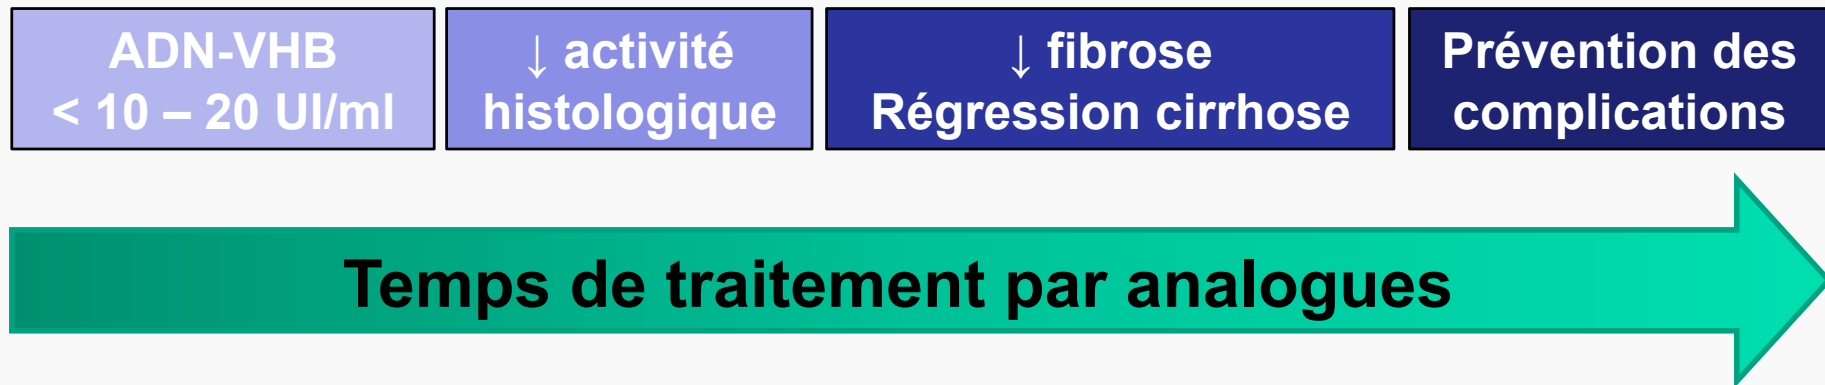 ADN-VHB
< 10 – 20 UI/ml
↓ activité
histologique
↓ fibrose
Régression cirrhose
Prévention des
complications
Temps de traitement par analogues